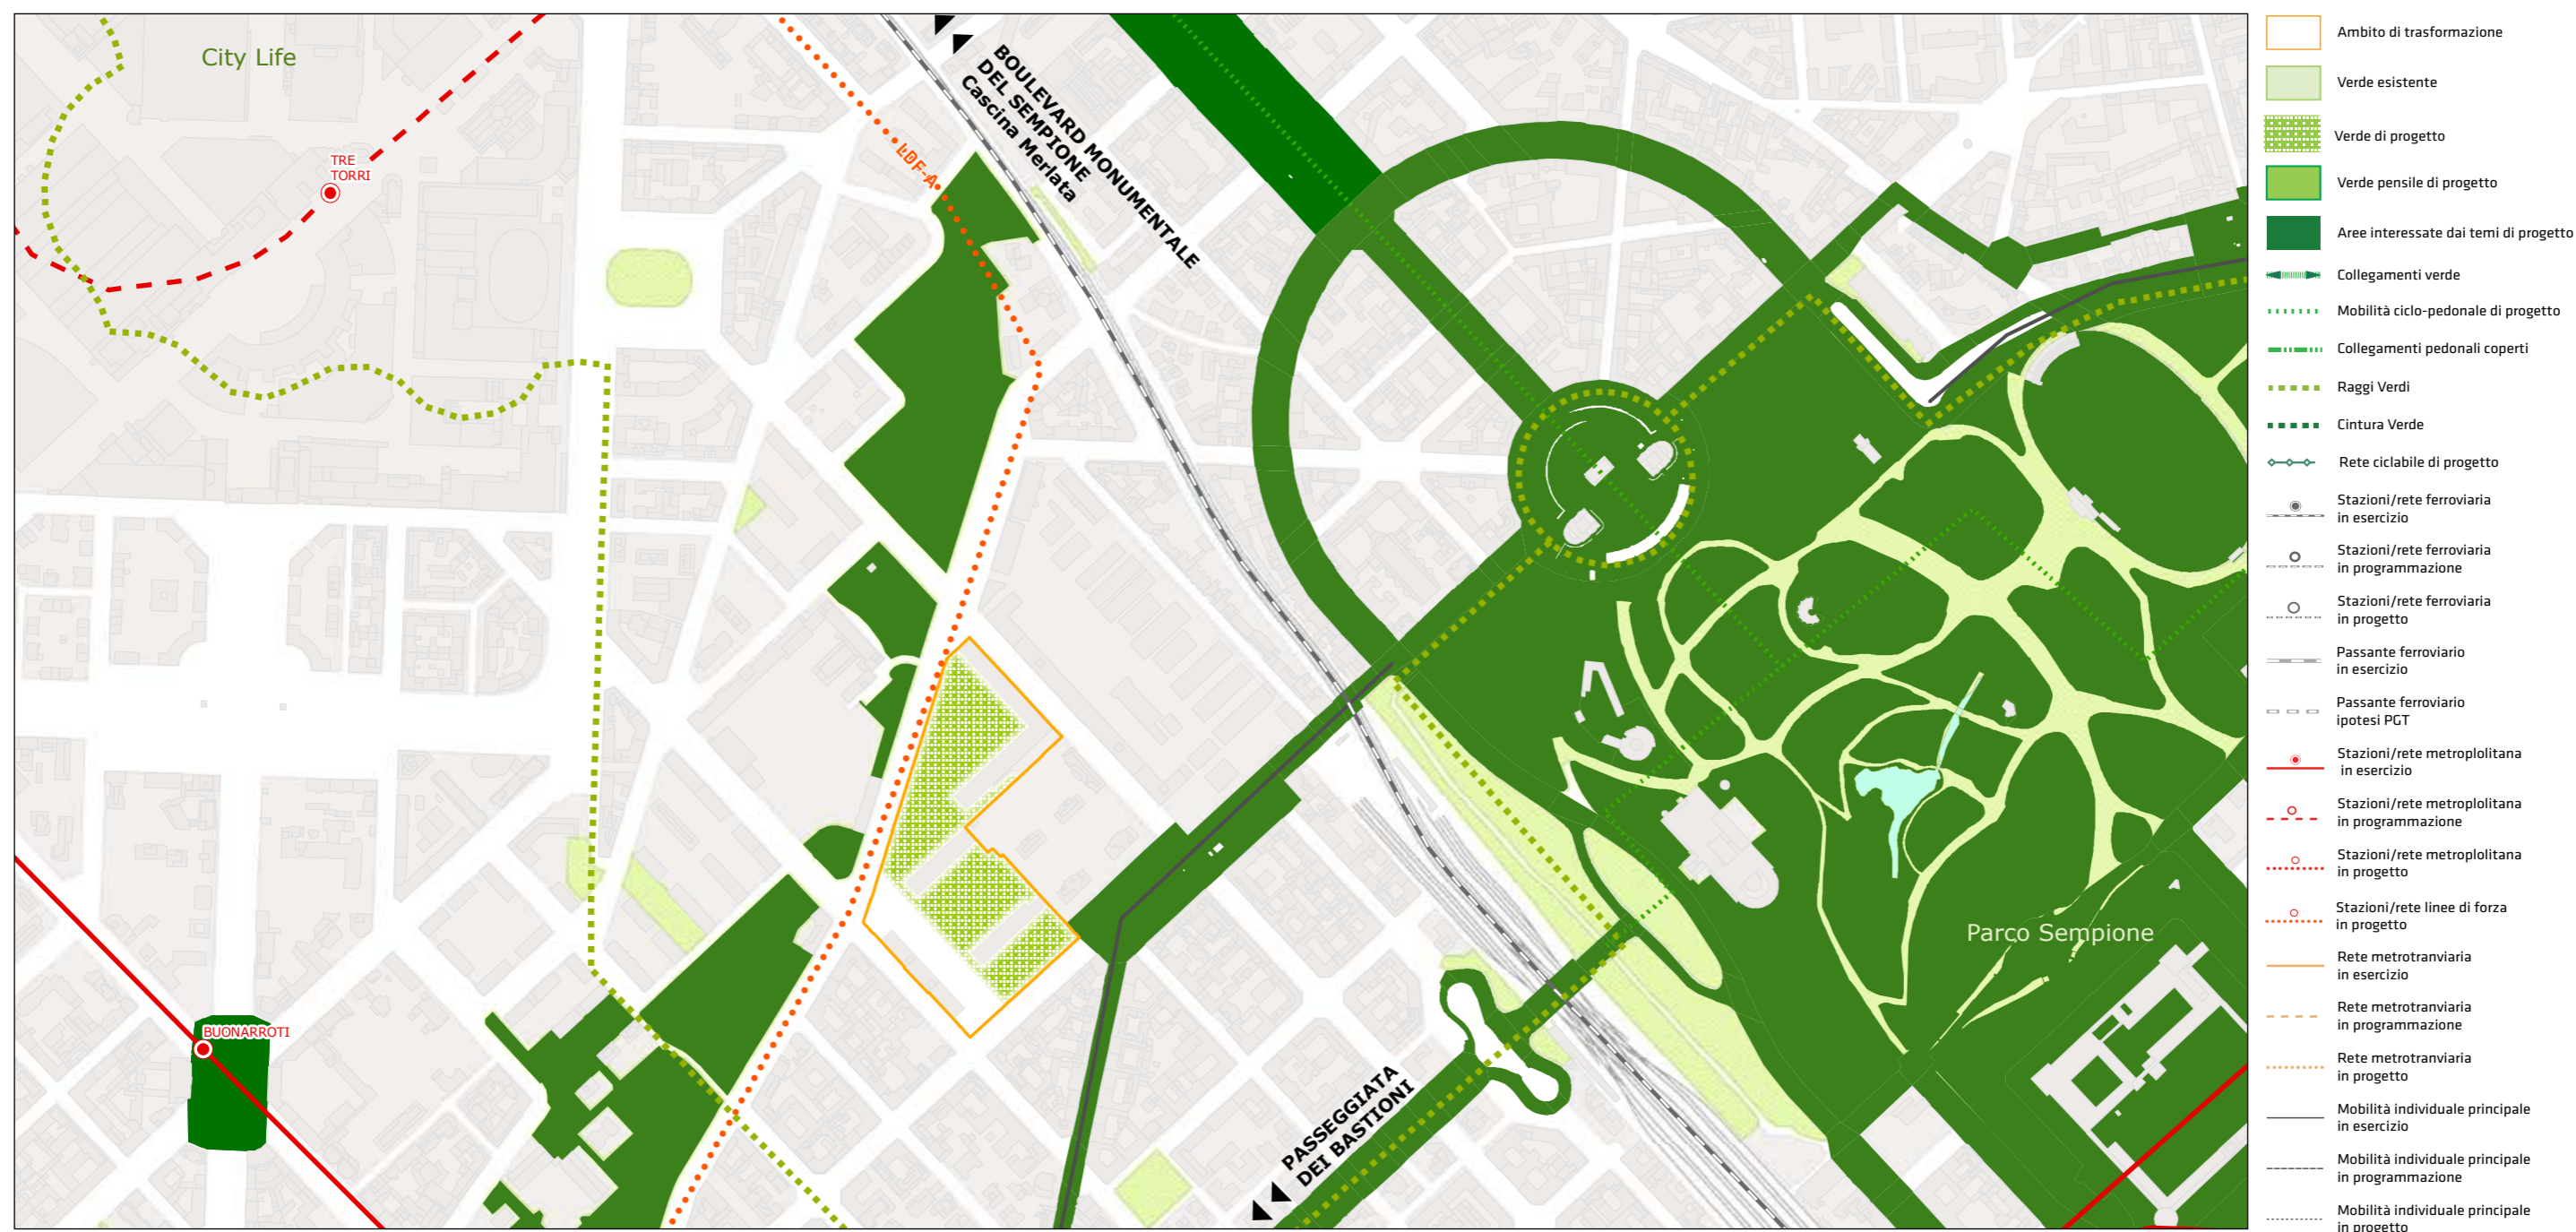 City Life
TRE
TORRI
LDF-A
BOULEVARD MONUMENTALE
DEL SEMPIONE
Cascina Merlata
BUONARROTI
PASSEGGIATA
DEI BASTIONI
Parco Sempione
Ambito di trasformazione
Verde esistente
Verde di progetto
Verde pensile di progetto
Aree interessate dai temi di progetto
Collegamenti verde
Mobilità ciclo-pedonale di progetto
Collegamenti pedonali coperti
Raggi Verdi
Cintura Verde
Rete ciclabile di progetto
Stazioni/rete ferroviaria
in esercizio
Stazioni/rete ferroviaria
in programmazione
Stazioni/rete ferroviaria
in progetto
Passante ferroviario
in esercizio
Passante ferroviario
ipotesi PGT
Stazioni/rete metroplolitana
in esercizio
Stazioni/rete metroplolitana
in programmazione
Stazioni/rete metroplolitana
in progetto
Stazioni/rete linee di forza
in progetto
Rete metrotranviaria
in esercizio
Rete metrotranviaria
in programmazione
Rete metrotranviaria
in progetto
Mobilità individuale principale
in esercizio
Mobilità individuale principale
in programmazione
Mobilità individuale principale
in progetto